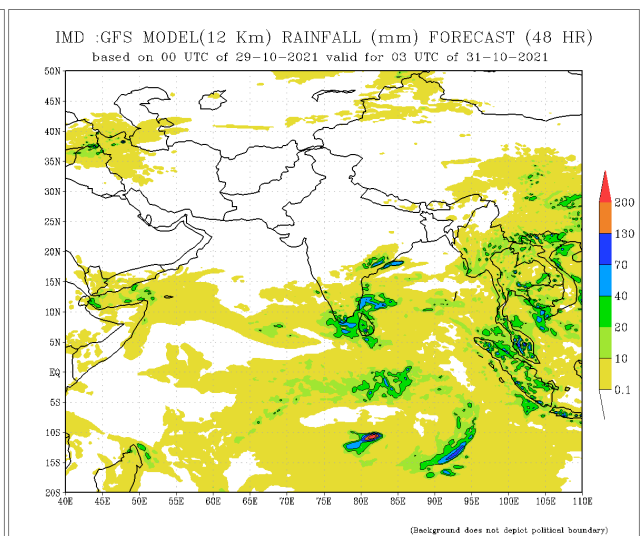 IMD :GFS MODEL(12 Km) RAINFALL (mm) FORECAST (48 HR)
based on 00 UTC of 29-10-2021 valid for 03 UTC of 31-10-2021
50N
45N
40N
35N
30N
25N
20N
15N
10N
5N
EQ
5S
10S
15S
20S
40E 45E 50E 55E 60E 65E 70E 75E 80E 85E 90E 95E 100E 105E 110E
200
130
70
40
20
10
0.1
(Background does not depict political boundary)